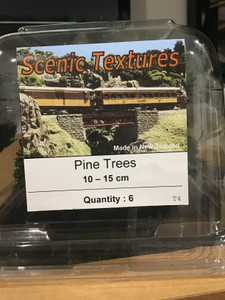 Scenic Textures
Made in New Zealand
Pine Trees
10 – 15 cm
Quantity : 6
T4